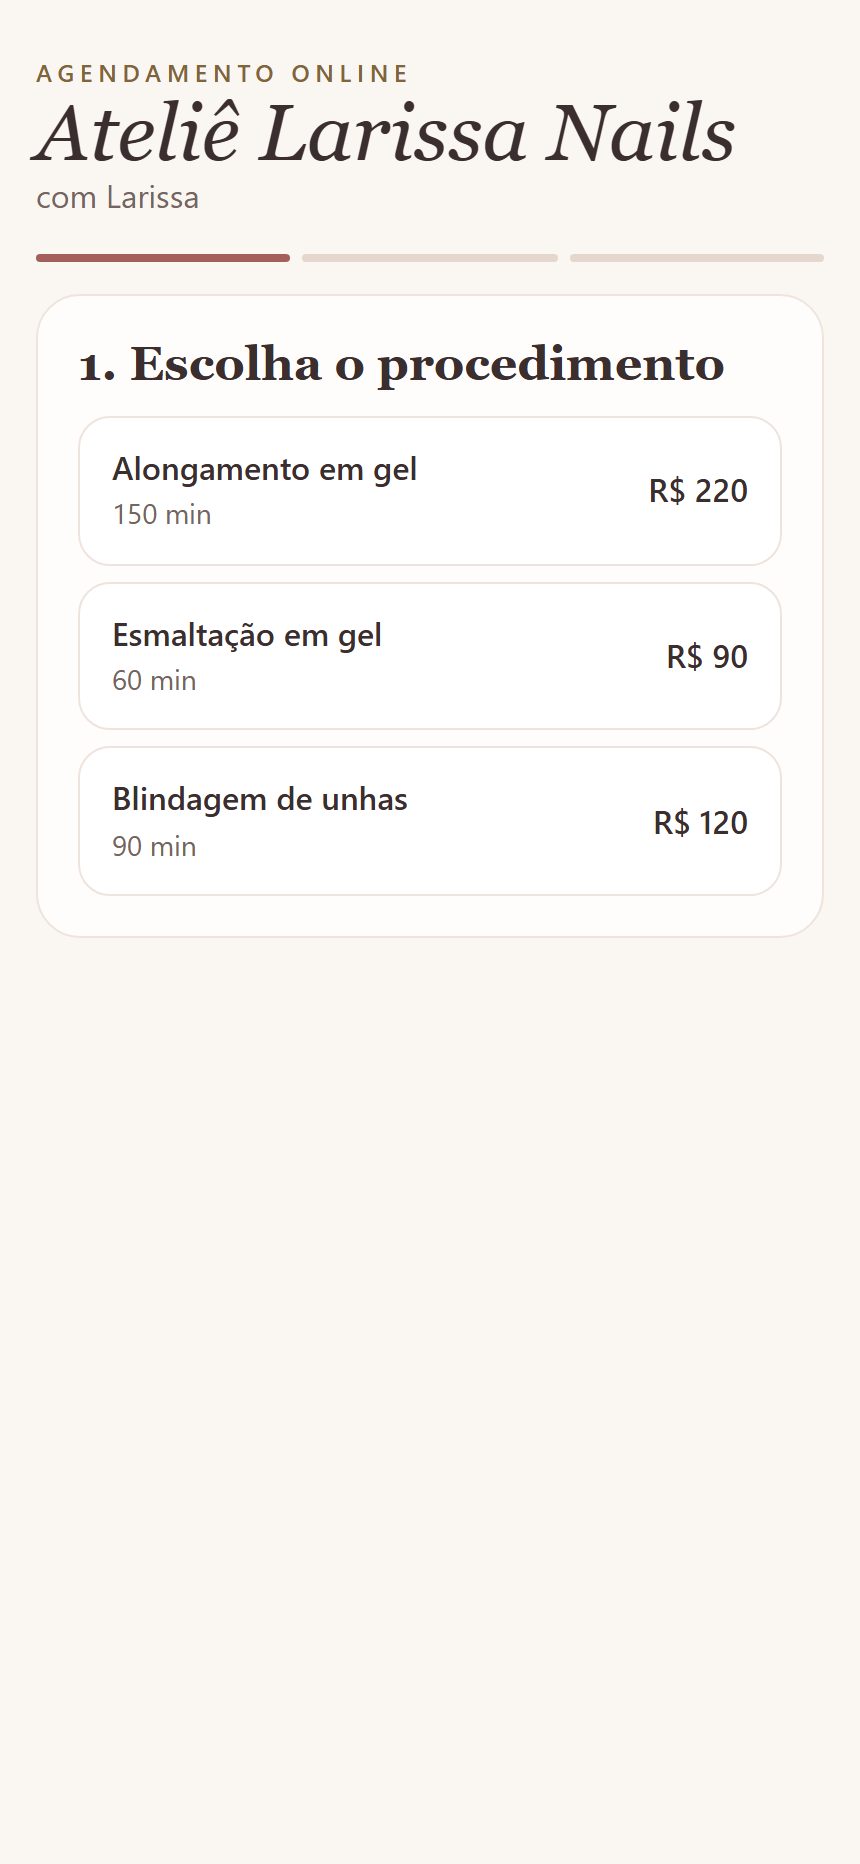 AGENDAMENTO ONLINE
Ateliê Larissa Nails
com Larissa
1. Escolha o procedimento
Alongamento em gel
150 min
R$ 220
Esmaltação em gel
60 min
R$ 90
Blindagem de unhas
90 min
R$ 120